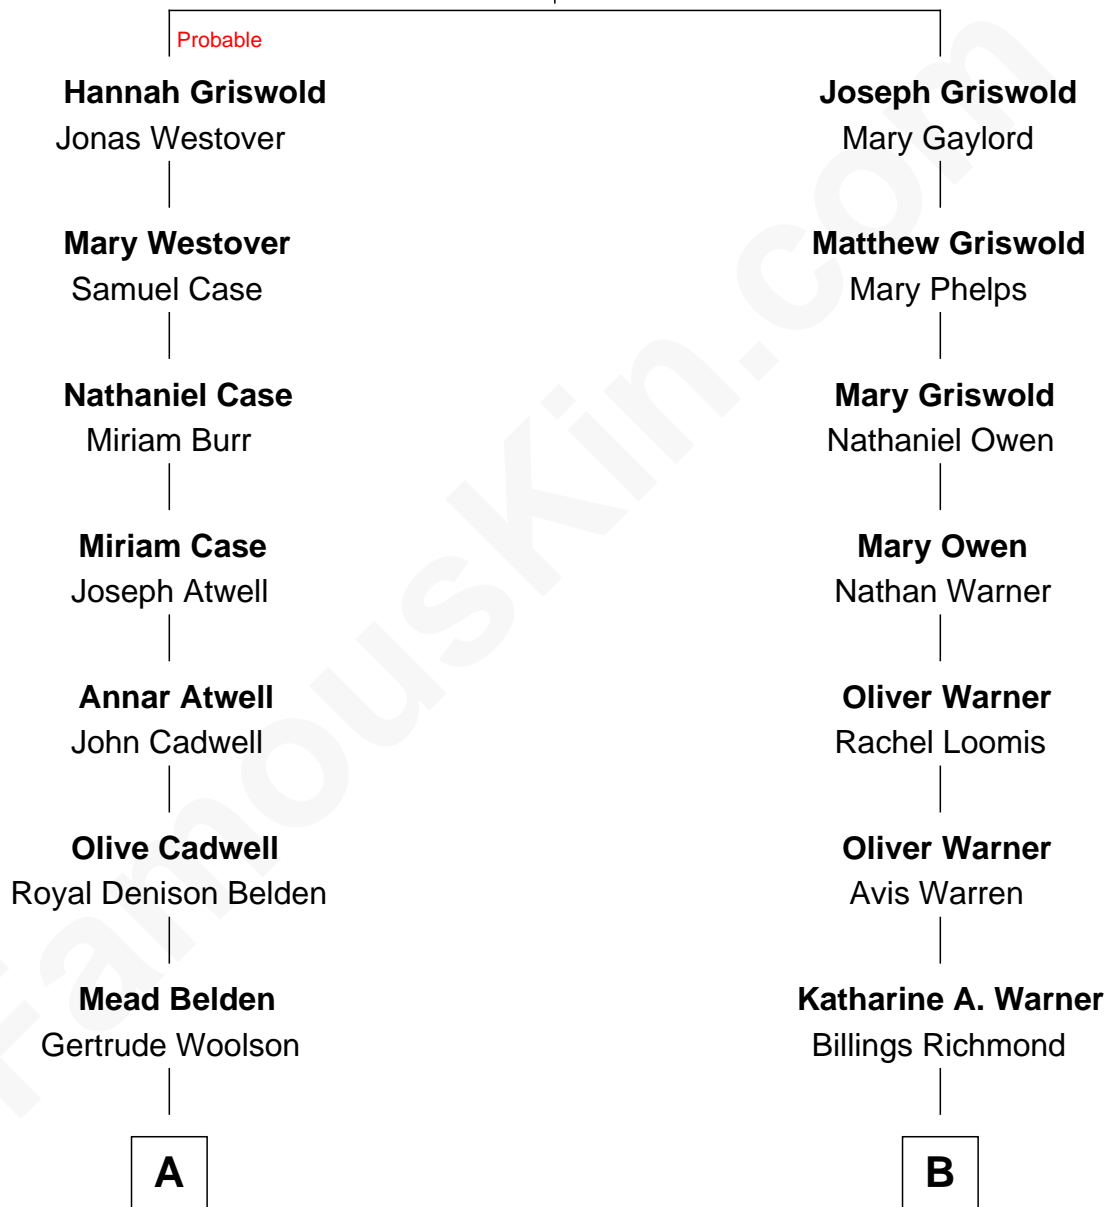 Probable
Hannah Griswold
Jonas Westover
Joseph Griswold
Mary Gaylord
Mary Westover
Samuel Case
Matthew Griswold
Mary Phelps
Nathaniel Case
Miriam Burr
Mary Griswold
Nathaniel Owen
Miriam Case
Joseph Atwell
Mary Owen
Nathan Warner
Annar Atwell
John Cadwell
Oliver Warner
Rachel Loomis
Olive Cadwell
Royal Denison Belden
Oliver Warner
Avis Warren
Mead Belden
Gertrude Woolson
Katharine A. Warner
Billings Richmond
A
B
FamousKin.com